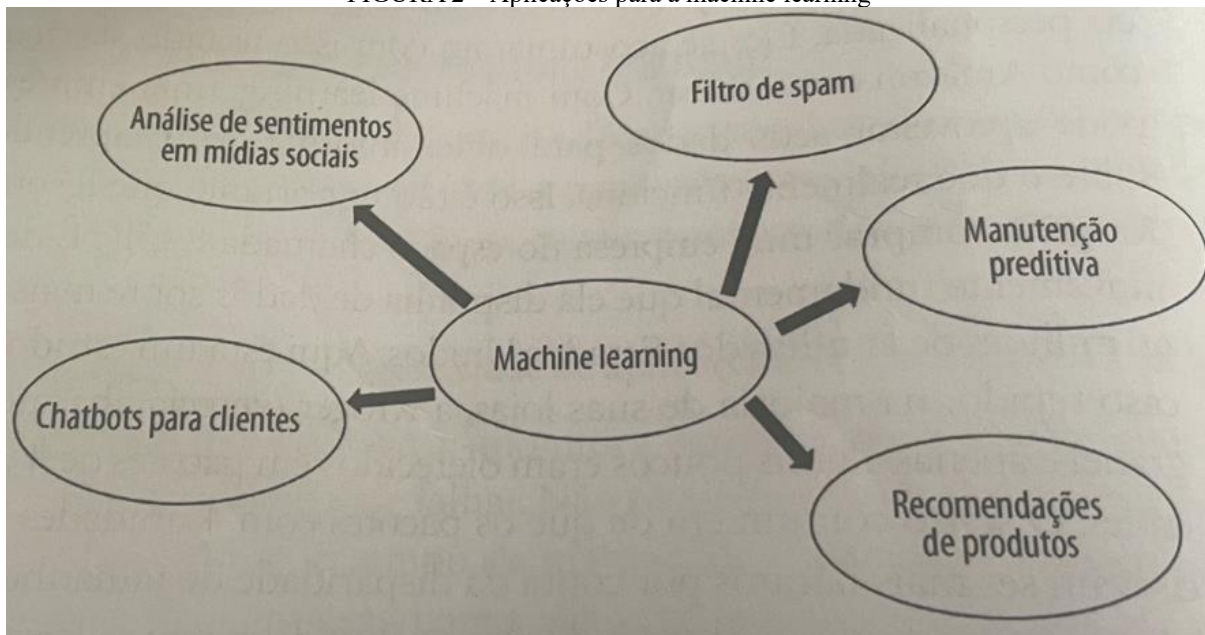 FIGURA 2 – Aplicações para a machine learning
Análise de sentimentos
em mídias sociais
Filtro de spam
Manutenção
preditiva
Machine learning
Chatbots para clientes
Recomendações
de produtos